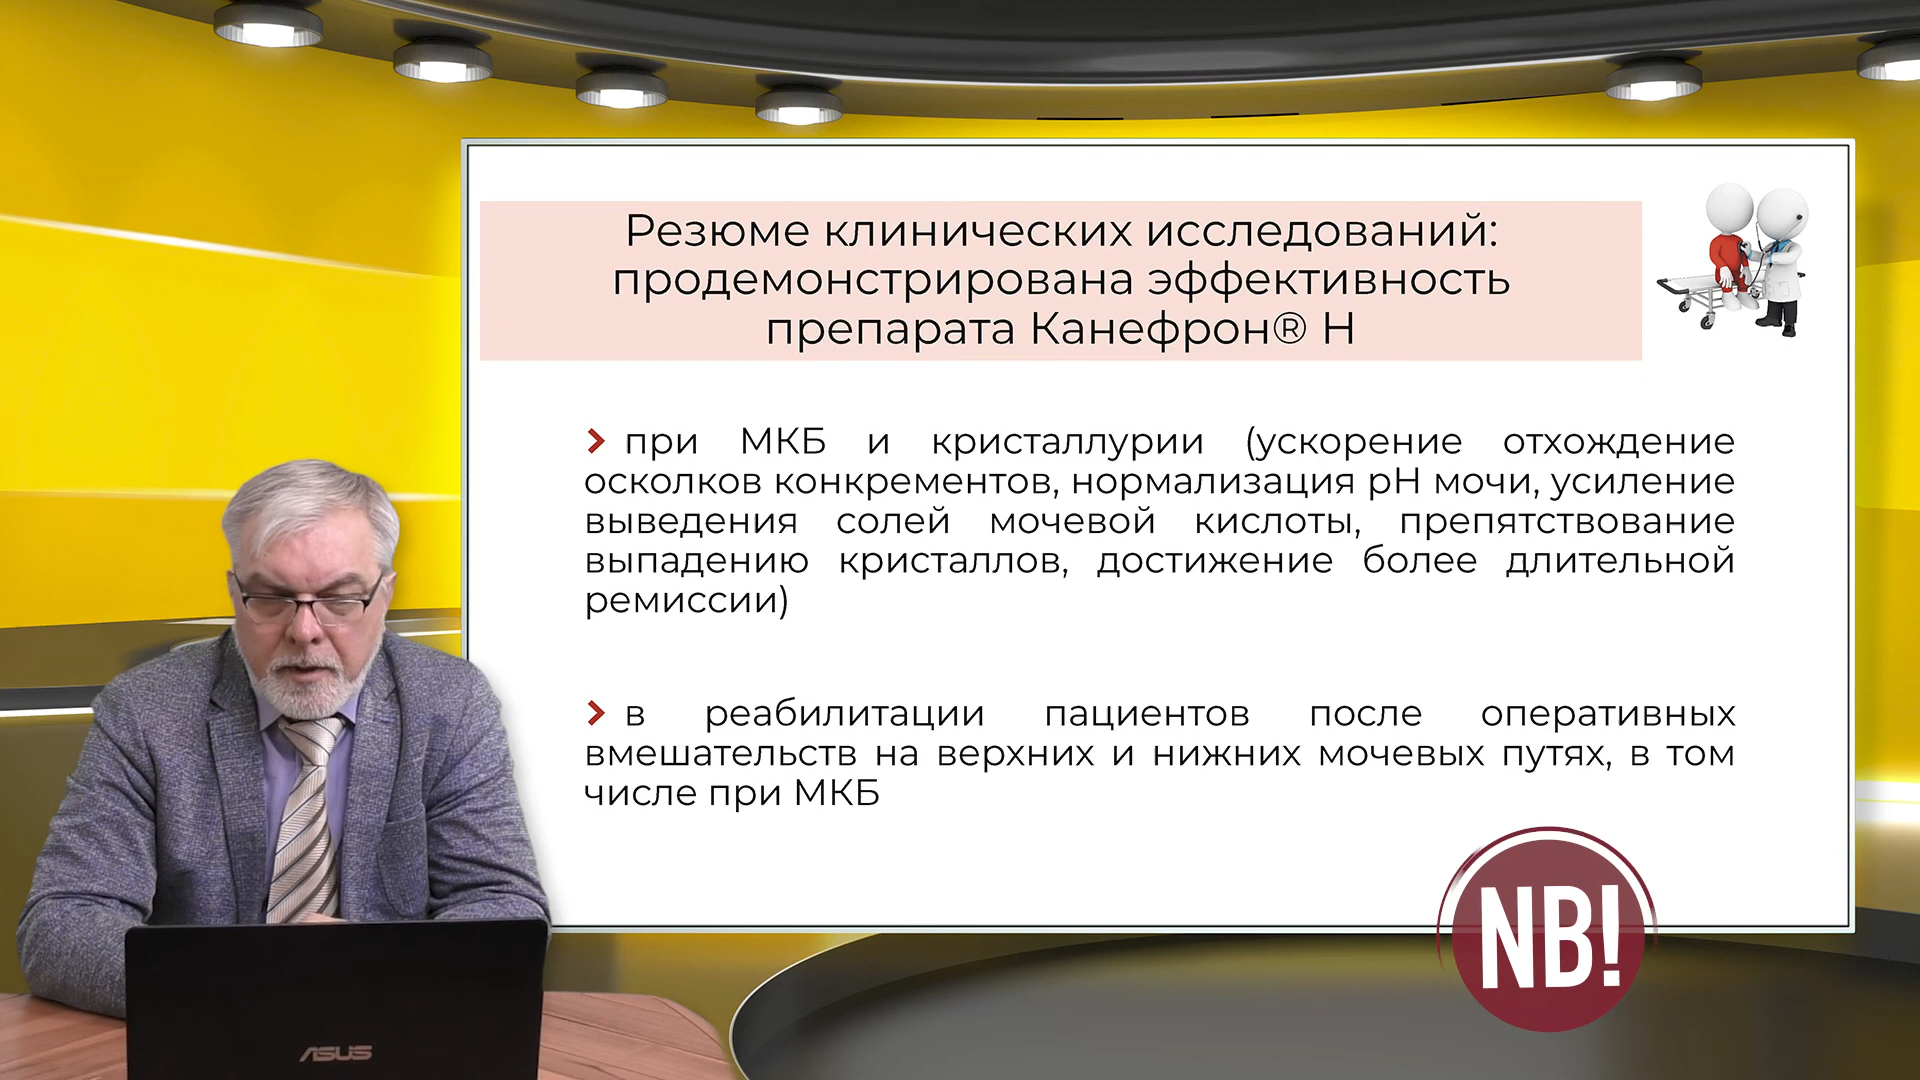 Резюме клинических исследований:
продемонстрирована эффективность
препарата Канефрон® Н
при МКБ и кристаллурии (ускорение отхождение
осколков конкрементов, нормализация pH мочи, усиление
выведения солей мочевой кислоты, препятствование
выпадению кристаллов, достижение более длительной
ремиссии)
в реабилитации пациентов после оперативных
вмешательств на верхних и нижних мочевых путях, в том
числе при МКБ
NB!
ASUS